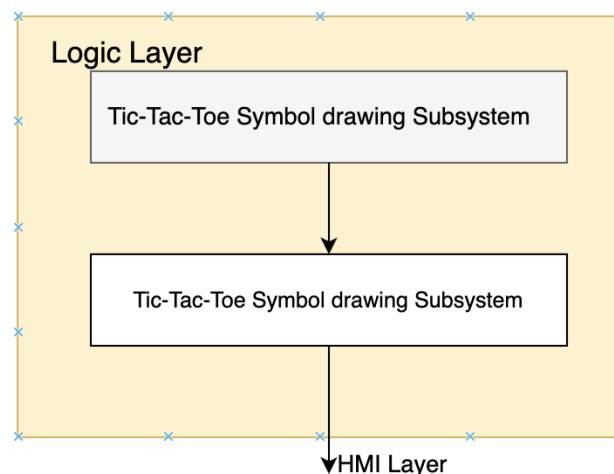 Logic Layer
Tic-Tac-Toe Symbol drawing Subsystem
Tic-Tac-Toe Symbol drawing Subsystem
HMI Layer